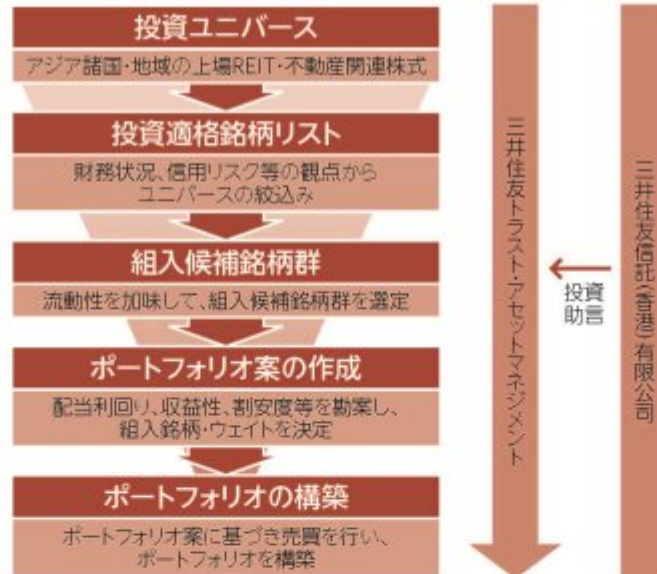 投資ユニバース
アジア諸国・地域の上場REIT・不動産関連株式
投資適格銘柄リスト
財務状況、信用リスク等の観点から
ユニバースの絞込み
組入候補銘柄群
流動性を加味して、組入候補銘柄群を選定
ポートフォリオ案の作成
配当利回り、収益性、割安度等を勘案し、
組入銘柄・ウェイトを決定
ポートフォリオの構築
ポートフォリオ案に基づき売買を行い、
ポートフォリオを構築
三井住友トラスト・アセットマネジメント
投資
助言
三井住友信託(香港)有限公司